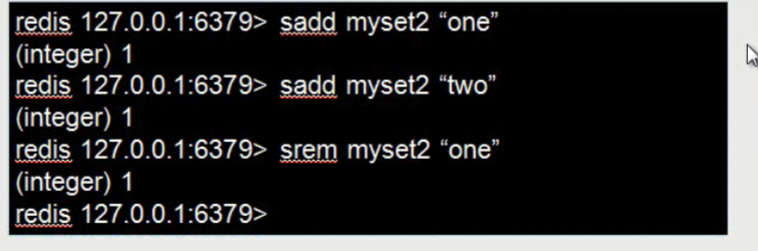 redis 127.0.0.1:6379> sadd myset2 “one”
(integer) 1
redis 127.0.0.1:6379> sadd myset2 “two”
(integer) 1
redis 127.0.0.1:6379> srem myset2 “one”
(integer) 1
redis 127.0.0.1:6379>